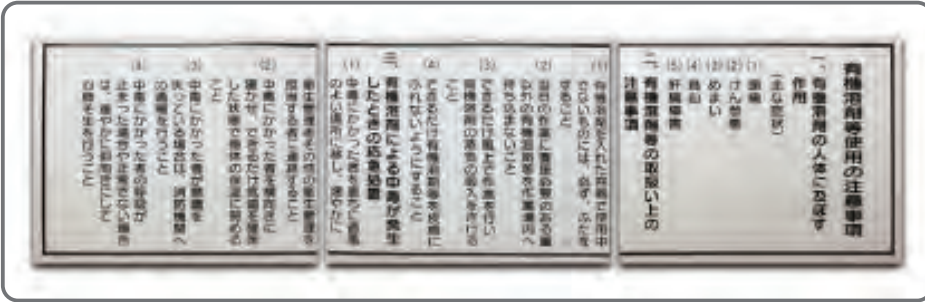 有機溶剤等使用の注意事項
一、有機溶剤の人体に及ぼす
作用
(主な症状)
(1) 頭痛
(2) けん怠感
(3) めまい
(4) 貧血
(5) 肝臓障害
二、有機溶剤等の取扱い上の
注意事項
(1) 有機溶剤等を入れた容器で使用中
でないものには、必ず、ふたを
すること
(2) 当日の作業に直接必要のある量
以外の有機溶剤等を作業場内へ
持ち込まないこと
(3) できるだけ風上で作業を行い
有機溶剤の蒸気の吸入をさける
こと
(4) できるだけ有機溶剤等を皮膚に
ふれないようにすること
三、有機溶剤による中毒が発生
したときの応急処置
(1) 中毒にかかった者を直ちに通風
のよい場所に移し、速やかに
衛生管理者その他の衛生管理を
担当する者に連絡すること
(2) 中毒にかかった者を横向きに
寝かせ、できるだけ気道を確保
した状態で身体の保温に努める
こと
(3) 中毒にかかった者が意識を
失っている場合は、消防機関へ
の通報を行うこと
(4) 中毒にかかった者の呼吸が
止まった場合や正常でない場合
は、速やかに仰向きにして
心肺そ生を行うこと